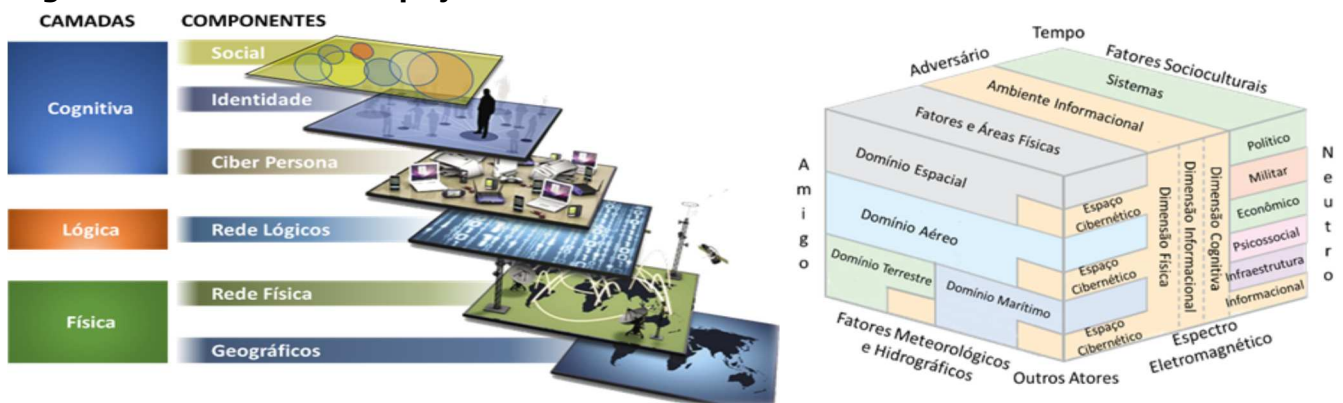 CAMADAS
COMPONENTES
Cognitiva
Lógica
Física
Social
Identidade
Ciber Persona
Rede Lógicos
Rede Física
Geográficos
Tempo
Adversário
Fatores Socioculturais
Sistemas
Ambiente Informacional
Fatores e Áreas Físicas
Amigo
Domínio Espacial
Domínio Aéreo
Domínio Terrestre
Domínio Marítimo
Espaço
Cibernético
Espaço
Cibernético
Espaço
Cibernético
Dimensão Física
Dimensão Informacional
Dimensão Cognitiva
Político
Militar
Econômico
Psicossocial
Infraestrutura
Informacional
Neutro
Fatores Meteorológicos
e Hidrográficos
Outros Atores
Espectro
Eletromagnético